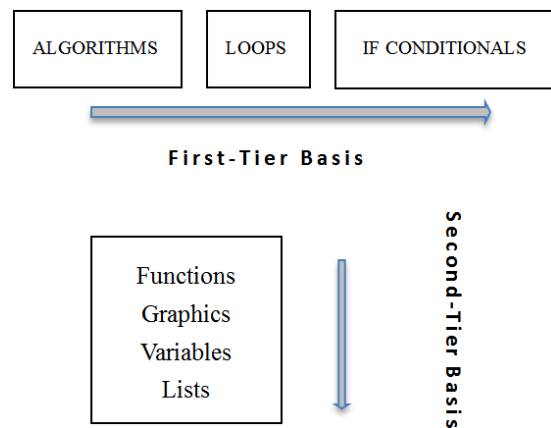 ALGORITHMS
LOOPS
IF CONDITIONALS
First-Tier Basis
Functions
Graphics
Variables
Lists
Second-Tier Basis